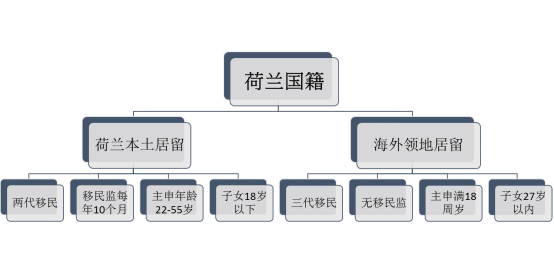 荷兰国籍
荷兰本土居留
海外领地居留
两代移民
移民监每
年10个月
主申年龄
22-55岁
子女18岁
以下
三代移民
无移民监
主申满18
周岁
子女27岁
以内